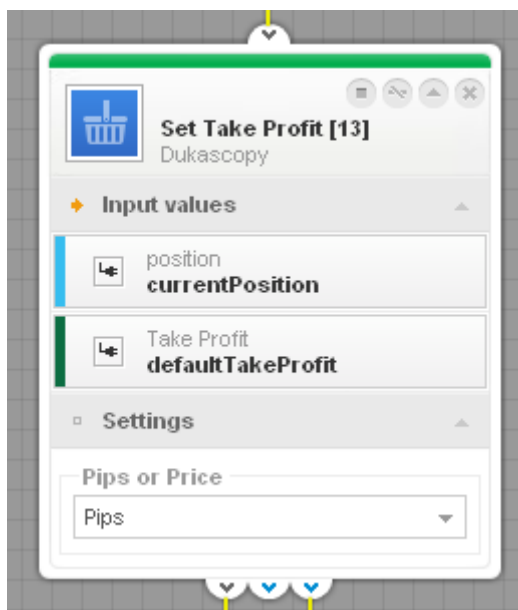 Set Take Profit [13]
Dukascopy
Input values
position
currentPosition
Take Profit
defaultTakeProfit
Settings
Pips or Price
Pips